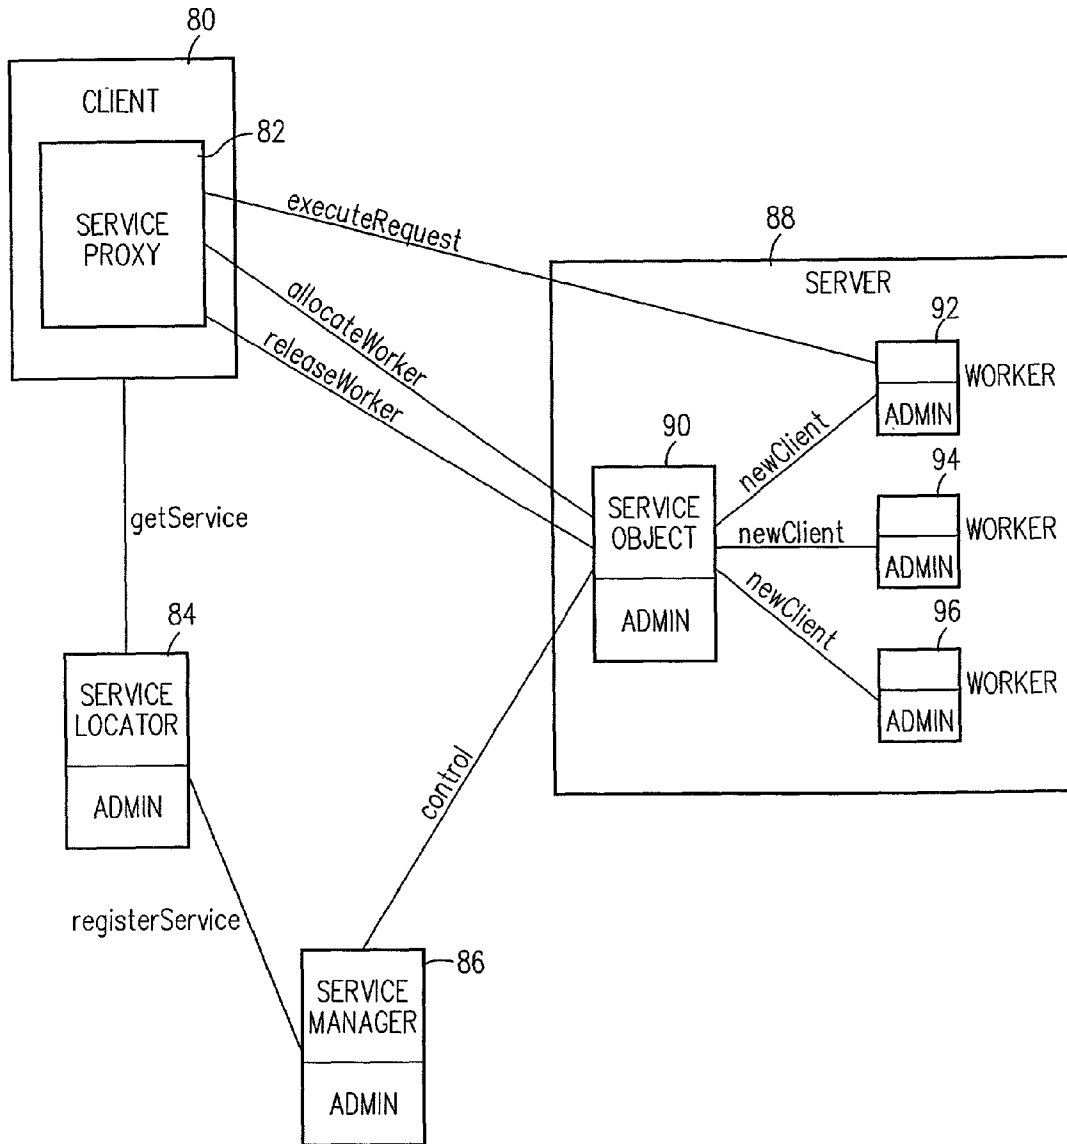 80
CLIENT
82
SERVICE
PROXY
executeRequest
allocateWorker
releaseWorker
getService
88
SERVER
92
WORKER
ADMIN
90
SERVICE
OBJECT
ADMIN
newClient
94
WORKER
ADMIN
newClient
newClient
96
WORKER
ADMIN
84
SERVICE
LOCATOR
ADMIN
control
registerService
86
SERVICE
MANAGER
ADMIN